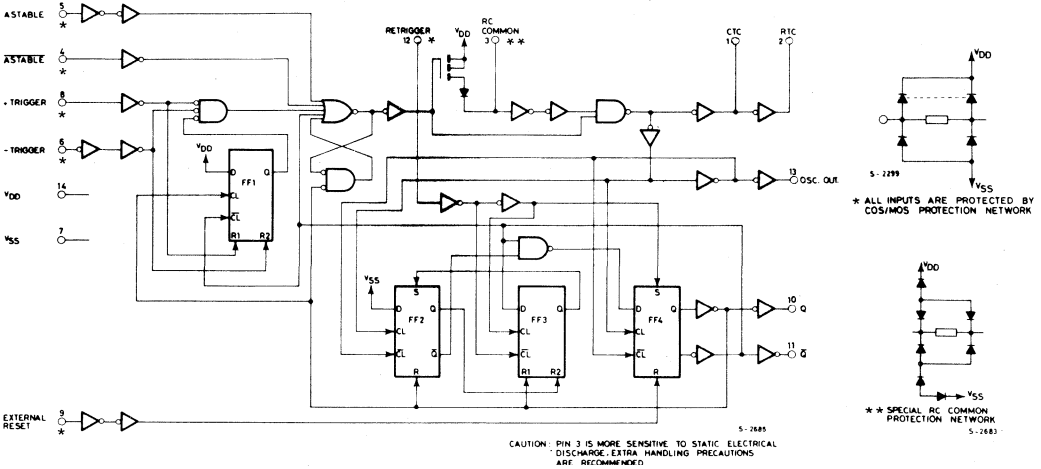 ASTABLE
5
*
ASTABLE
4
*
+ TRIGGER
8
*
- TRIGGER
6
*
VDD
14
VSS
7
EXTERNAL RESET
9
*
RETRIGGER
12 *
VDD
RC COMMON
3 * *
CTC
1
RTC
2
VDD
D Q
FF1
CL
CL
R1 R2
13
OSC. OUT.
VSS
S
D Q
FF2
CL
CL Q
R
D Q
FF3
CL
CL
R1 R2
S
D Q
FF4
CL
CL
R
10
Q
11
Q
S-2685
CAUTION: PIN 3 IS MORE SENSITIVE TO STATIC ELECTRICAL
DISCHARGE. EXTRA HANDLING PRECAUTIONS
ARE RECOMMENDED
VDD
S-2299
VSS
* ALL INPUTS ARE PROTECTED BY
COS/MOS PROTECTION NETWORK
VDD
VSS
* * SPECIAL RC COMMON
PROTECTION NETWORK
S-2683